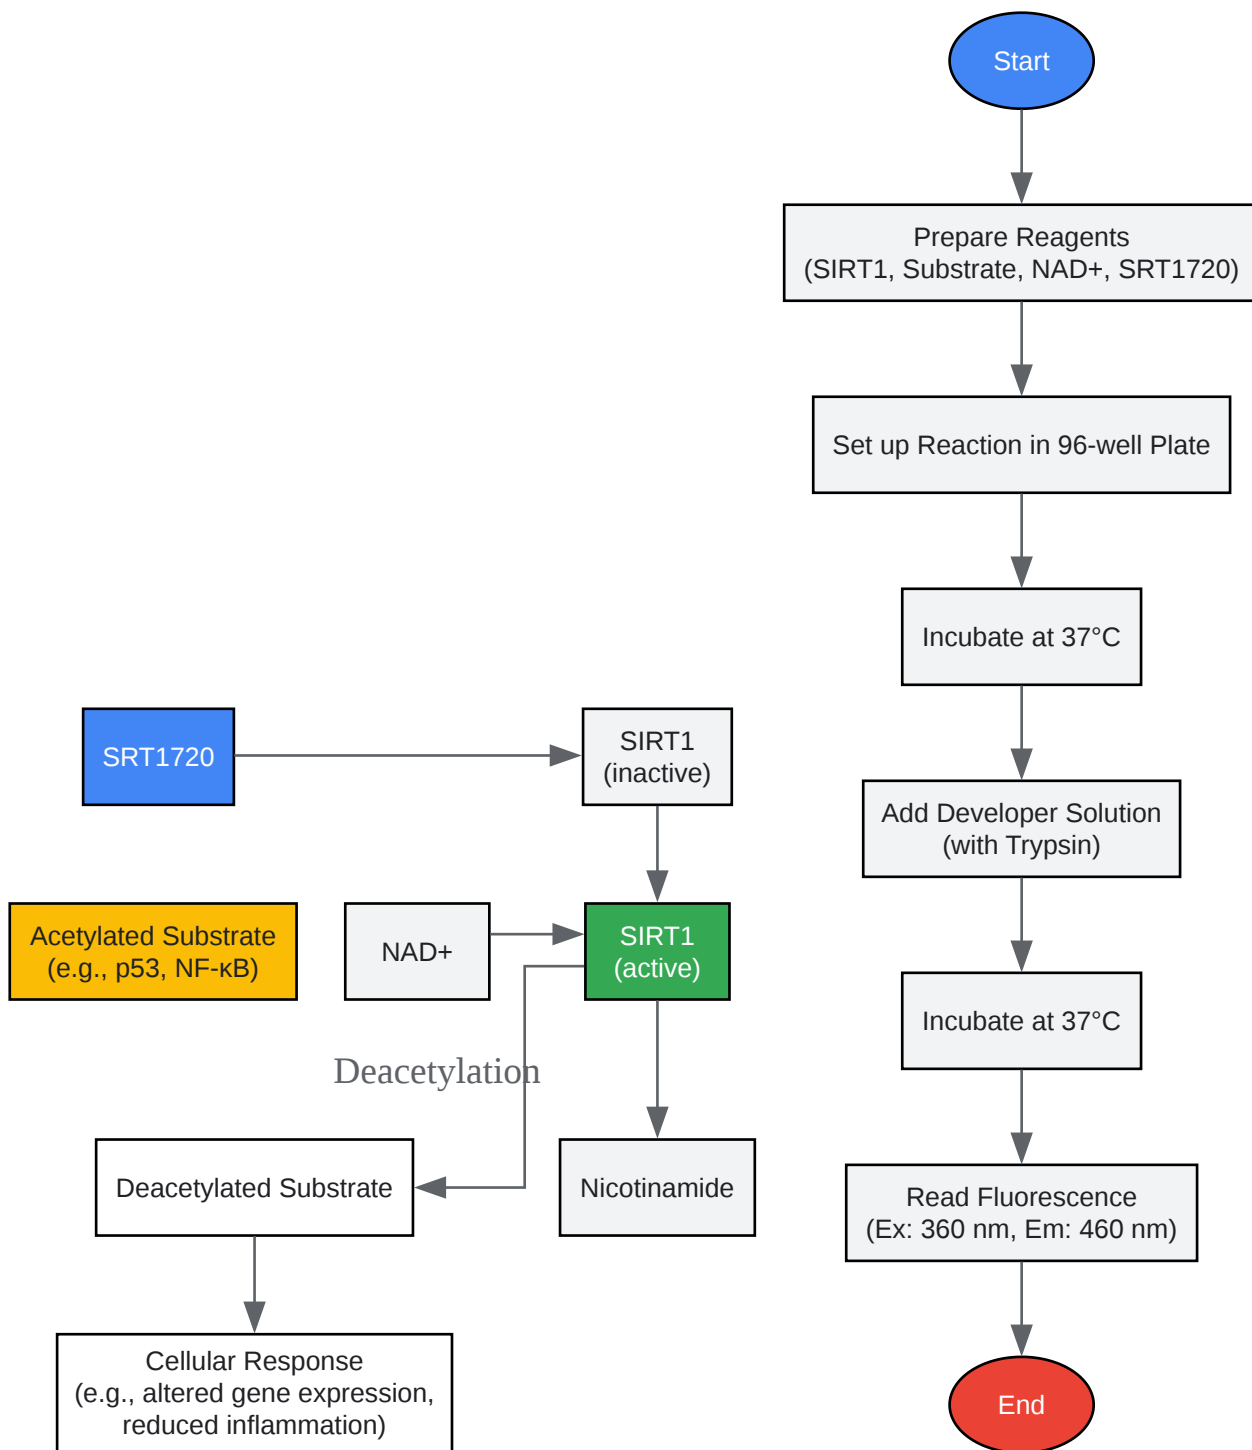 Start
Prepare Reagents
(SIRT1, Substrate, NAD+, SRT1720)
Set up Reaction in 96-well Plate
Incubate at 37°C
Add Developer Solution
(with Trypsin)
Incubate at 37°C
Read Fluorescence
(Ex: 360 nm, Em: 460 nm)
End
SRT1720
SIRT1
(inactive)
Acetylated Substrate
(e.g., p53, NF-κB)
NAD+
SIRT1
(active)
Deacetylation
Deacetylated Substrate
Nicotinamide
Cellular Response
(e.g., altered gene expression,
reduced inflammation)